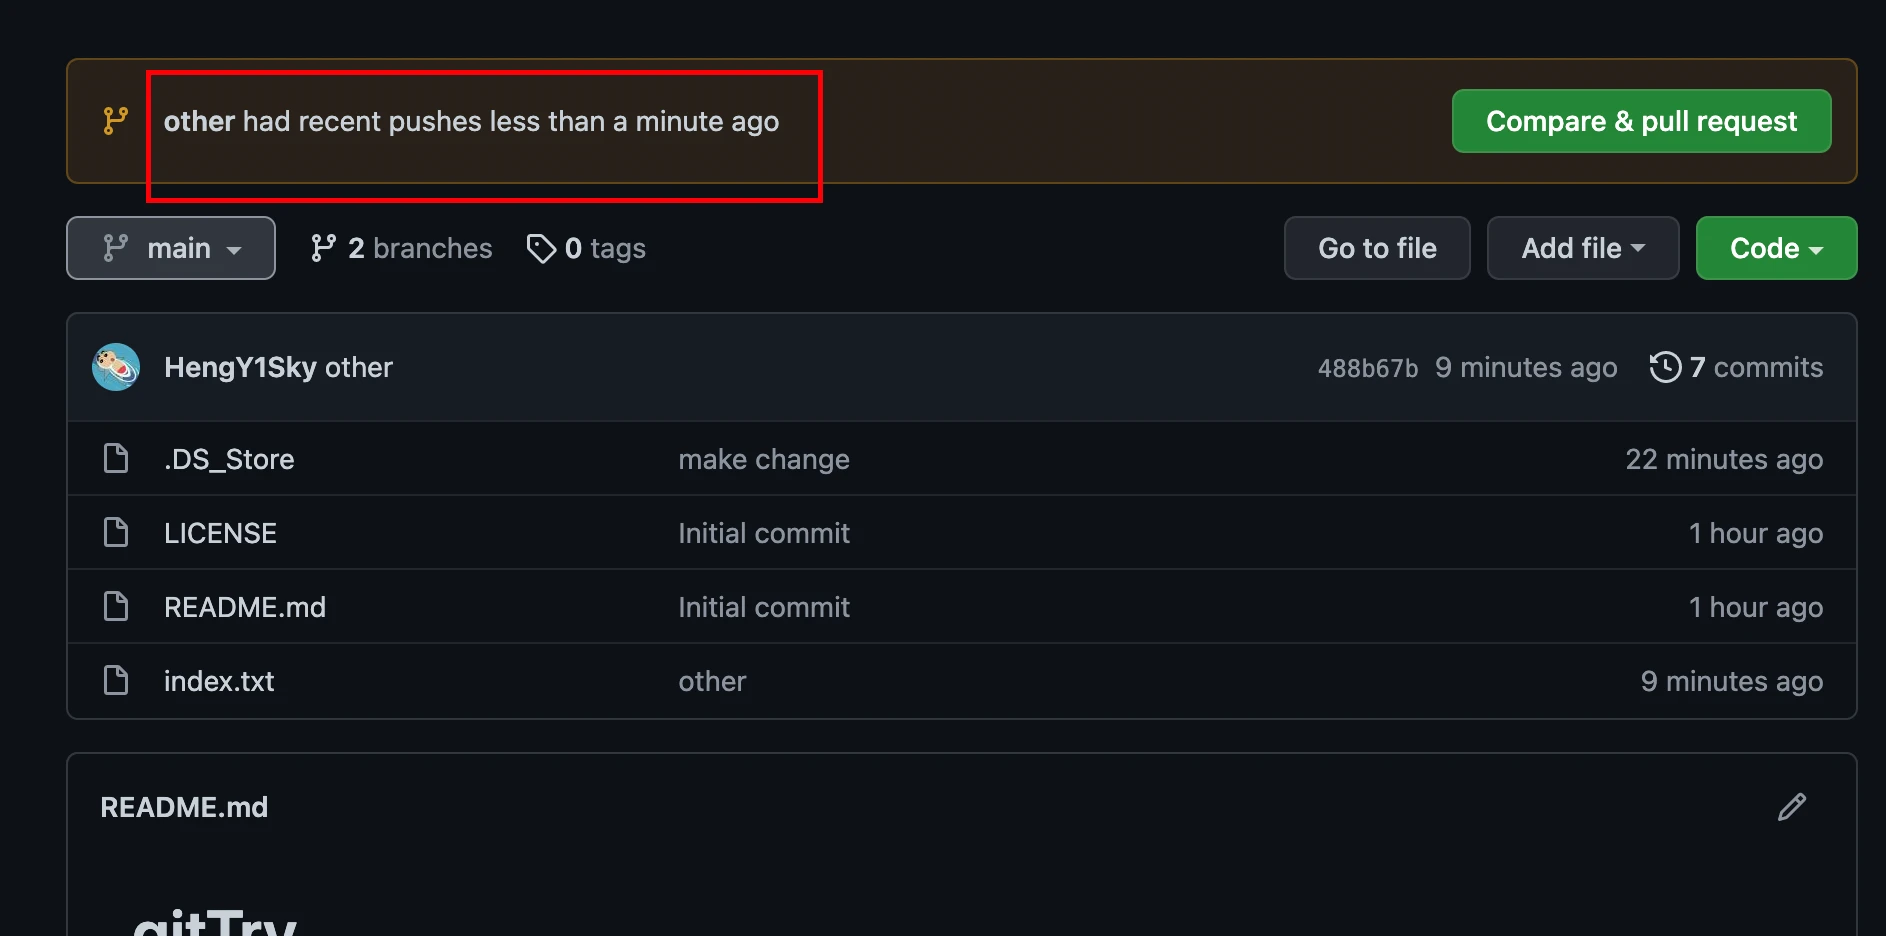 other had recent pushes less than a minute ago
Compare & pull request
main
2 branches
0 tags
Go to file
Add file
Code
HengY1Sky other
488b67b 9 minutes ago
7 commits
.DS_Store make change 22 minutes ago
LICENSE Initial commit 1 hour ago
README.md Initial commit 1 hour ago
index.txt other 9 minutes ago
README.md
gitTry